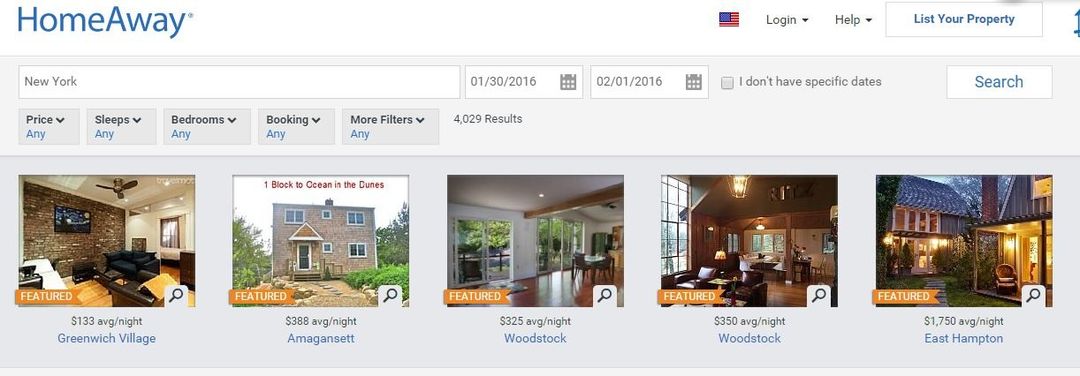 HomeAway®
Login
Help
List Your Property
New York
01/30/2016
02/01/2016
I don't have specific dates
Search
Price
Any
Sleeps
Any
Bedrooms
Any
Booking
Any
More Filters
Any
4,029 Results
FEATURED
$133 avg/night
Greenwich Village
1 Block to Ocean in the Dunes
FEATURED
$388 avg/night
Amagansett
FEATURED
$325 avg/night
Woodstock
FEATURED
$350 avg/night
Woodstock
FEATURED
$1,750 avg/night
East Hampton